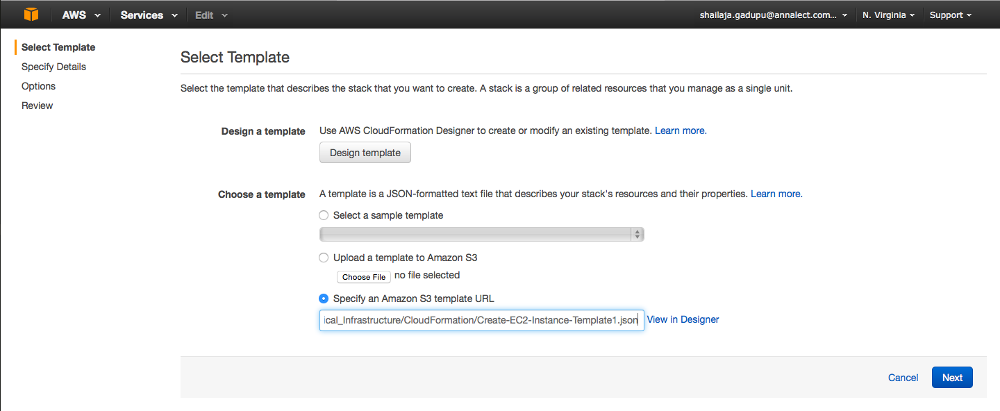 AWS Services Edit shailaja.gadupu@annalect.com... N. Virginia Support
Select Template
Specify Details
Options
Review
Select Template
Select the template that describes the stack that you want to create. A stack is a group of related resources that you manage as a single unit.
Design a template Use AWS CloudFormation Designer to create or modify an existing template. Learn more.
Design template
Choose a template A template is a JSON-formatted text file that describes your stack's resources and their properties. Learn more.
Select a sample template
Upload a template to Amazon S3
Choose File no file selected
Specify an Amazon S3 template URL
ical_Infrastructure/CloudFormation/Create-EC2-Instance-Template1.json View in Designer
Cancel Next